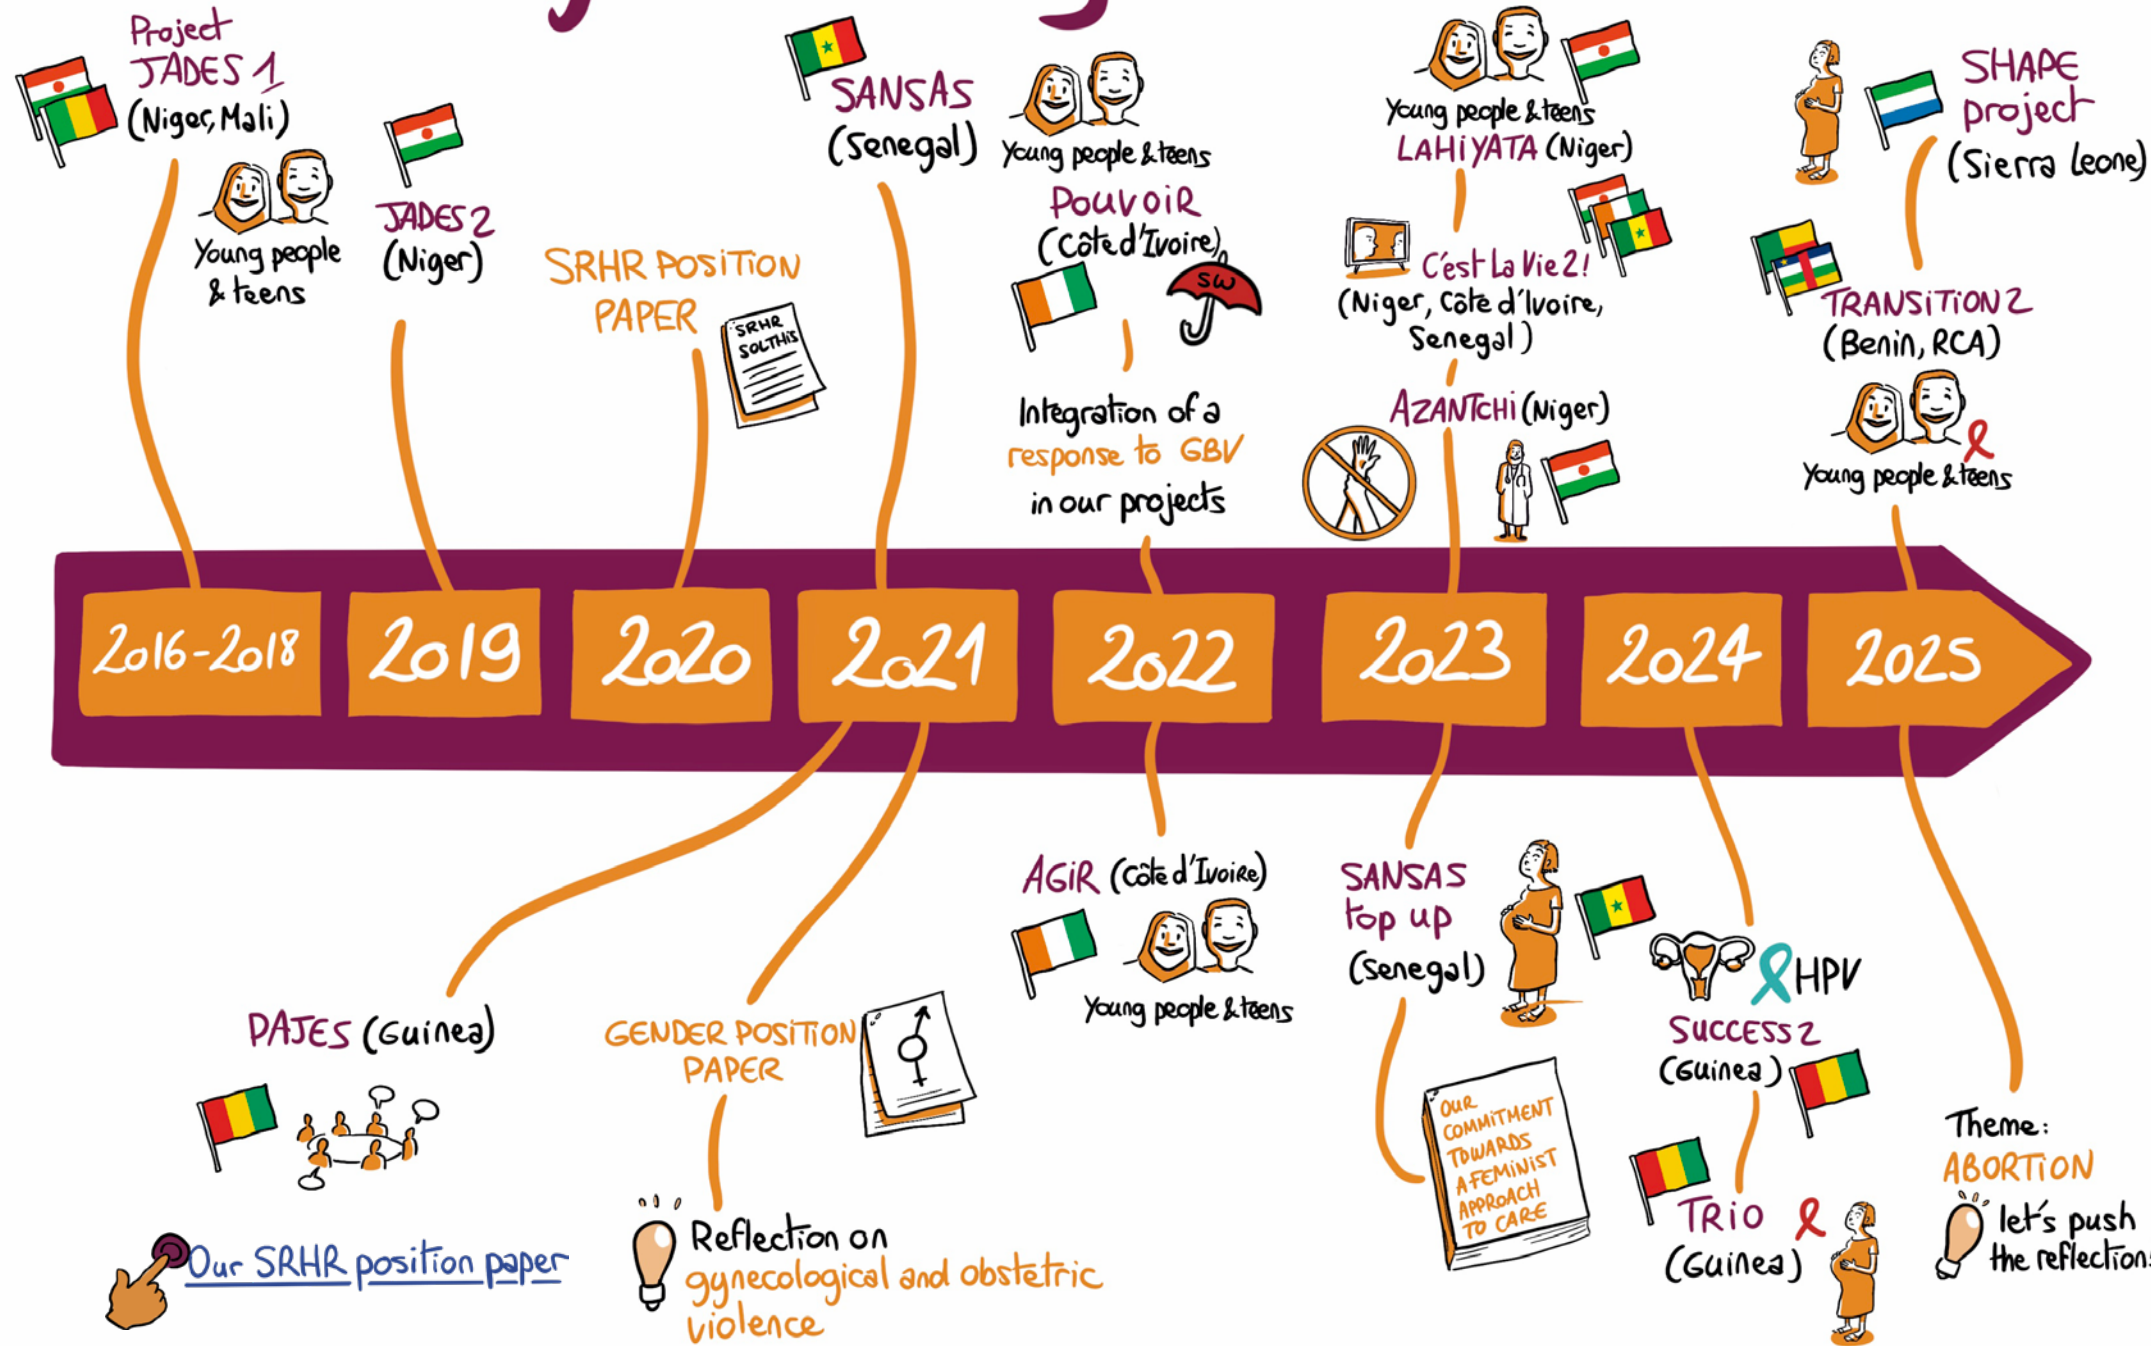 Project
JADES 1
(Niger, Mali)
Young people
& teens
JADES 2
(Niger)
SRHR POSITION
PAPER
SRHR
SOLTHIS
SANSAS
(Senegal)
Young people & teens
POUVOIR
(Côte d'Ivoire)
SW
Integration of a
response to GBV
in our projects
Young people & teens
LAHIYATA (Niger)
C'est La Vie 2!
(Niger, Côte d'Ivoire,
Senegal)
AZANTCHI (Niger)
SHAPE
project
(Sierra Leone)
TRANSITION 2
(Benin, RCA)
Young people & teens
2016-2018
2019
2020
2021
2022
2023
2024
2025
PAJES (Guinea)
Our SRHR position paper
GENDER POSITION
PAPER
Reflection on
gynecological and obstetric
violence
AGIR (Côte d'Ivoire)
Young people & teens
SANSAS
top up
(Senegal)
OUR
COMMITMENT
TOWARDS
A FEMINIST
APPROACH
TO CARE
HPV
SUCCESS 2
(Guinea)
TRIO
(Guinea)
Theme:
ABORTION
let's push
the reflection